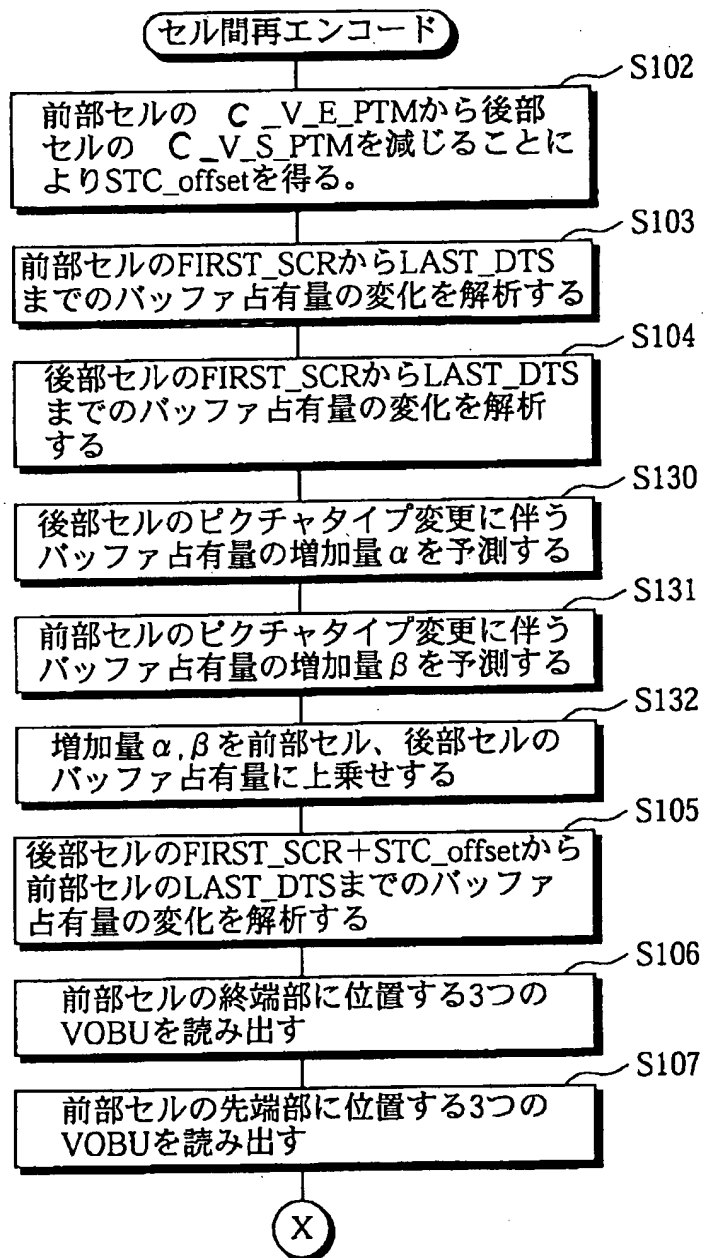 セル間再エンコード
S102
前部セルの C_V_E_PTMから後部
セルの C_V_S_PTMを減じることに
よりSTC_offsetを得る。
S103
前部セルのFIRST_SCRからLAST_DTS
までのバッファ占有量の変化を解析する
S104
後部セルのFIRST_SCRからLAST_DTS
までのバッファ占有量の変化を解析
する
S130
後部セルのピクチャタイプ変更に伴う
バッファ占有量の増加量αを予測する
S131
前部セルのピクチャタイプ変更に伴う
バッファ占有量の増加量βを予測する
S132
増加量α,βを前部セル、後部セルの
バッファ占有量に上乗せする
S105
後部セルのFIRST_SCR+STC_offsetから
前部セルのLAST_DTSまでのバッファ
占有量の変化を解析する
S106
前部セルの終端部に位置する3つの
VOBUを読み出す
S107
前部セルの先端部に位置する3つの
VOBUを読み出す
X